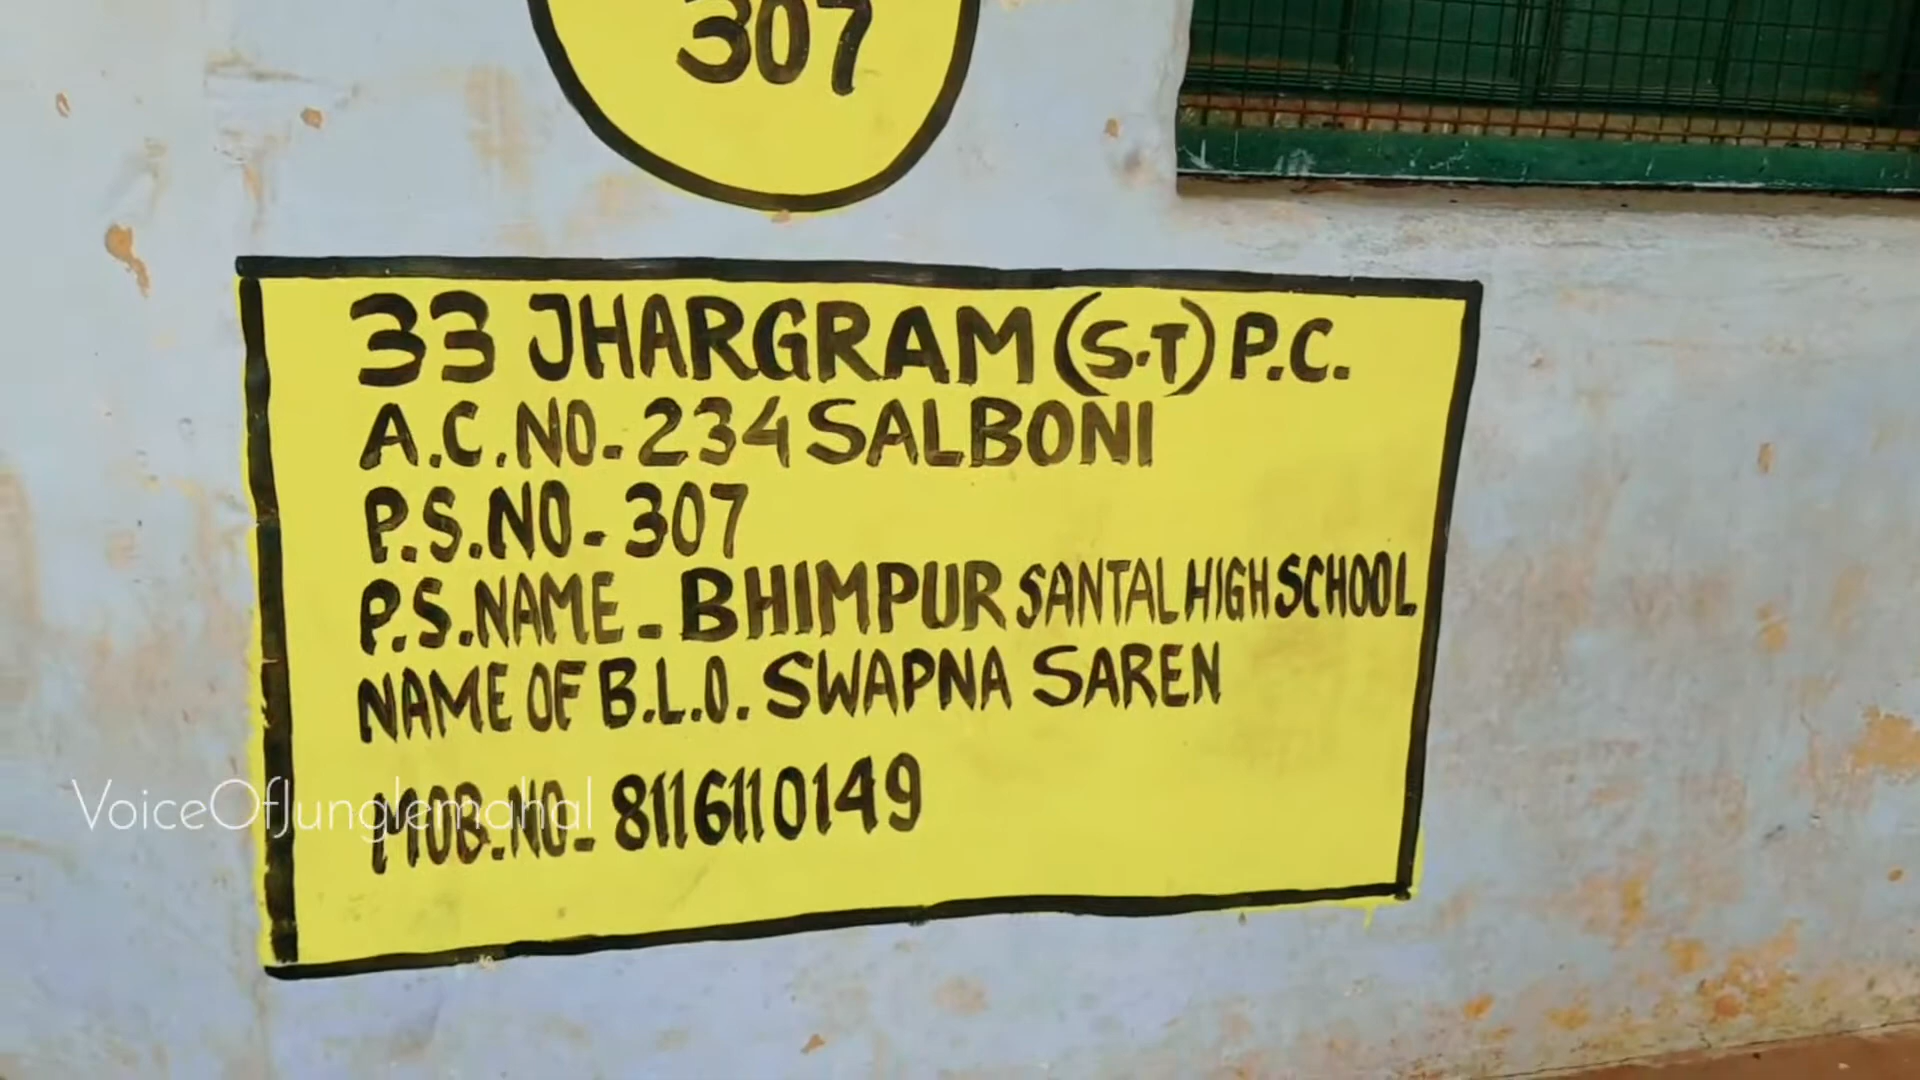 307
33 JHARGRAM (S.T) P.C.
A.C.NO.-234 SALBONI
P.S.NO-307
P.S.NAME-BHIMPUR SANTAL HIGH SCHOOL
NAME OF B.L.O. SWAPNA SAREN
MOB.NO-8116110149
VoiceOfJunglemahal